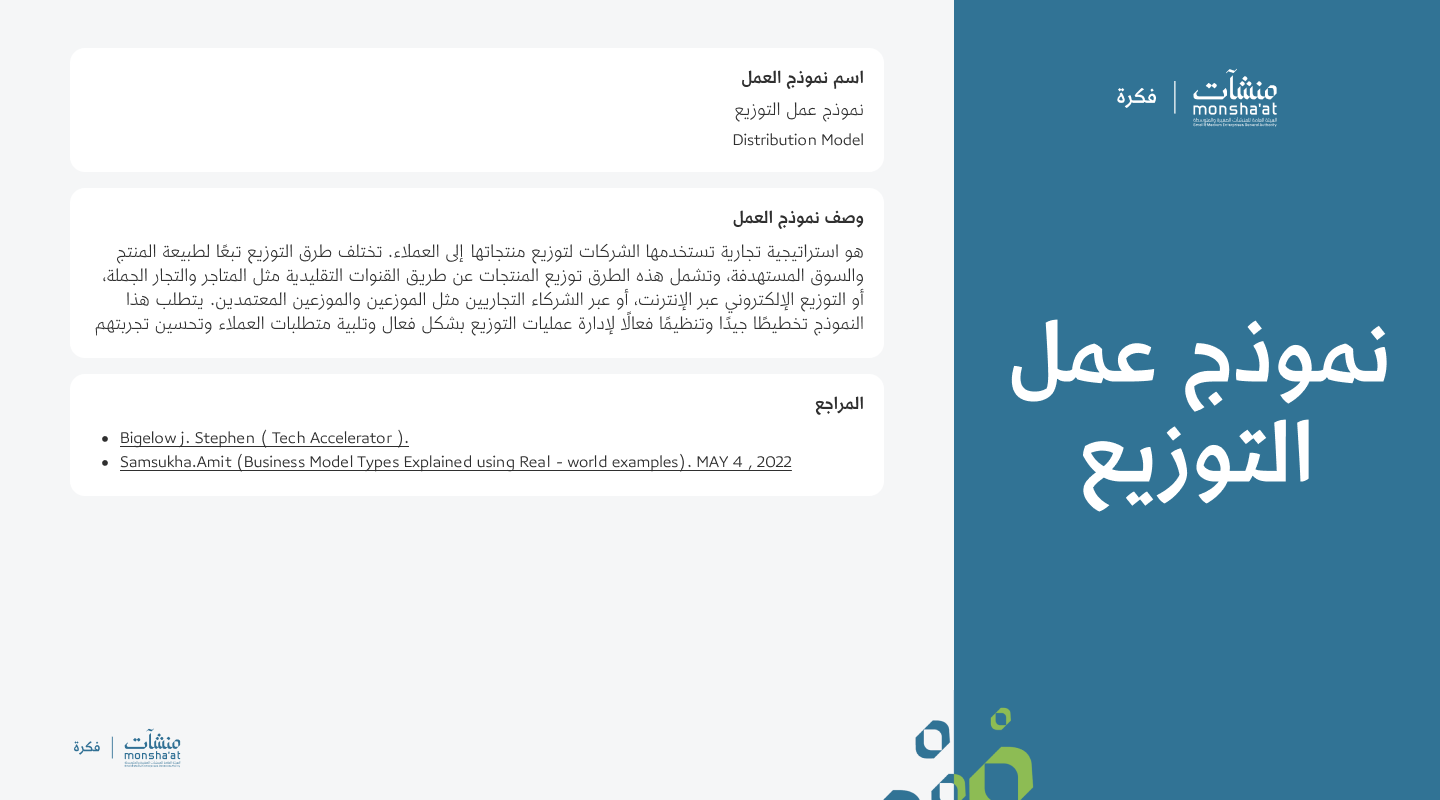 منشآت
monsha'at
الهيئة العامة للمنشآت الصغيرة والمتوسطة
Small & Medium Enterprises General Authority
فكرة
نموذج عمل
التوزيع
اسم نموذج العمل
نموذج عمل التوزيع
Distribution Model
وصف نموذج العمل
هو استراتيجية تجارية تستخدمها الشركات لتوزيع منتجاتها إلى العملاء. تختلف طرق التوزيع تبعًا لطبيعة المنتج
والسوق المستهدفة، وتشمل هذه الطرق توزيع المنتجات عن طريق القنوات التقليدية مثل المتاجر والتجار الجملة،
أو التوزيع الإلكتروني عبر الإنترنت، أو عبر الشركاء التجاريين مثل الموزعين والموزعين المعتمدين. يتطلب هذا
النموذج تخطيطًا جيدًا وتنظيمًا فعالًا لإدارة عمليات التوزيع بشكل فعال وتلبية متطلبات العملاء وتحسين تجربتهم
المراجع
• Bigelow j. Stephen ( Tech Accelerator ).
• Samsukha.Amit (Business Model Types Explained using Real - world examples). MAY 4 , 2022
منشآت
monsha'at
فكرة